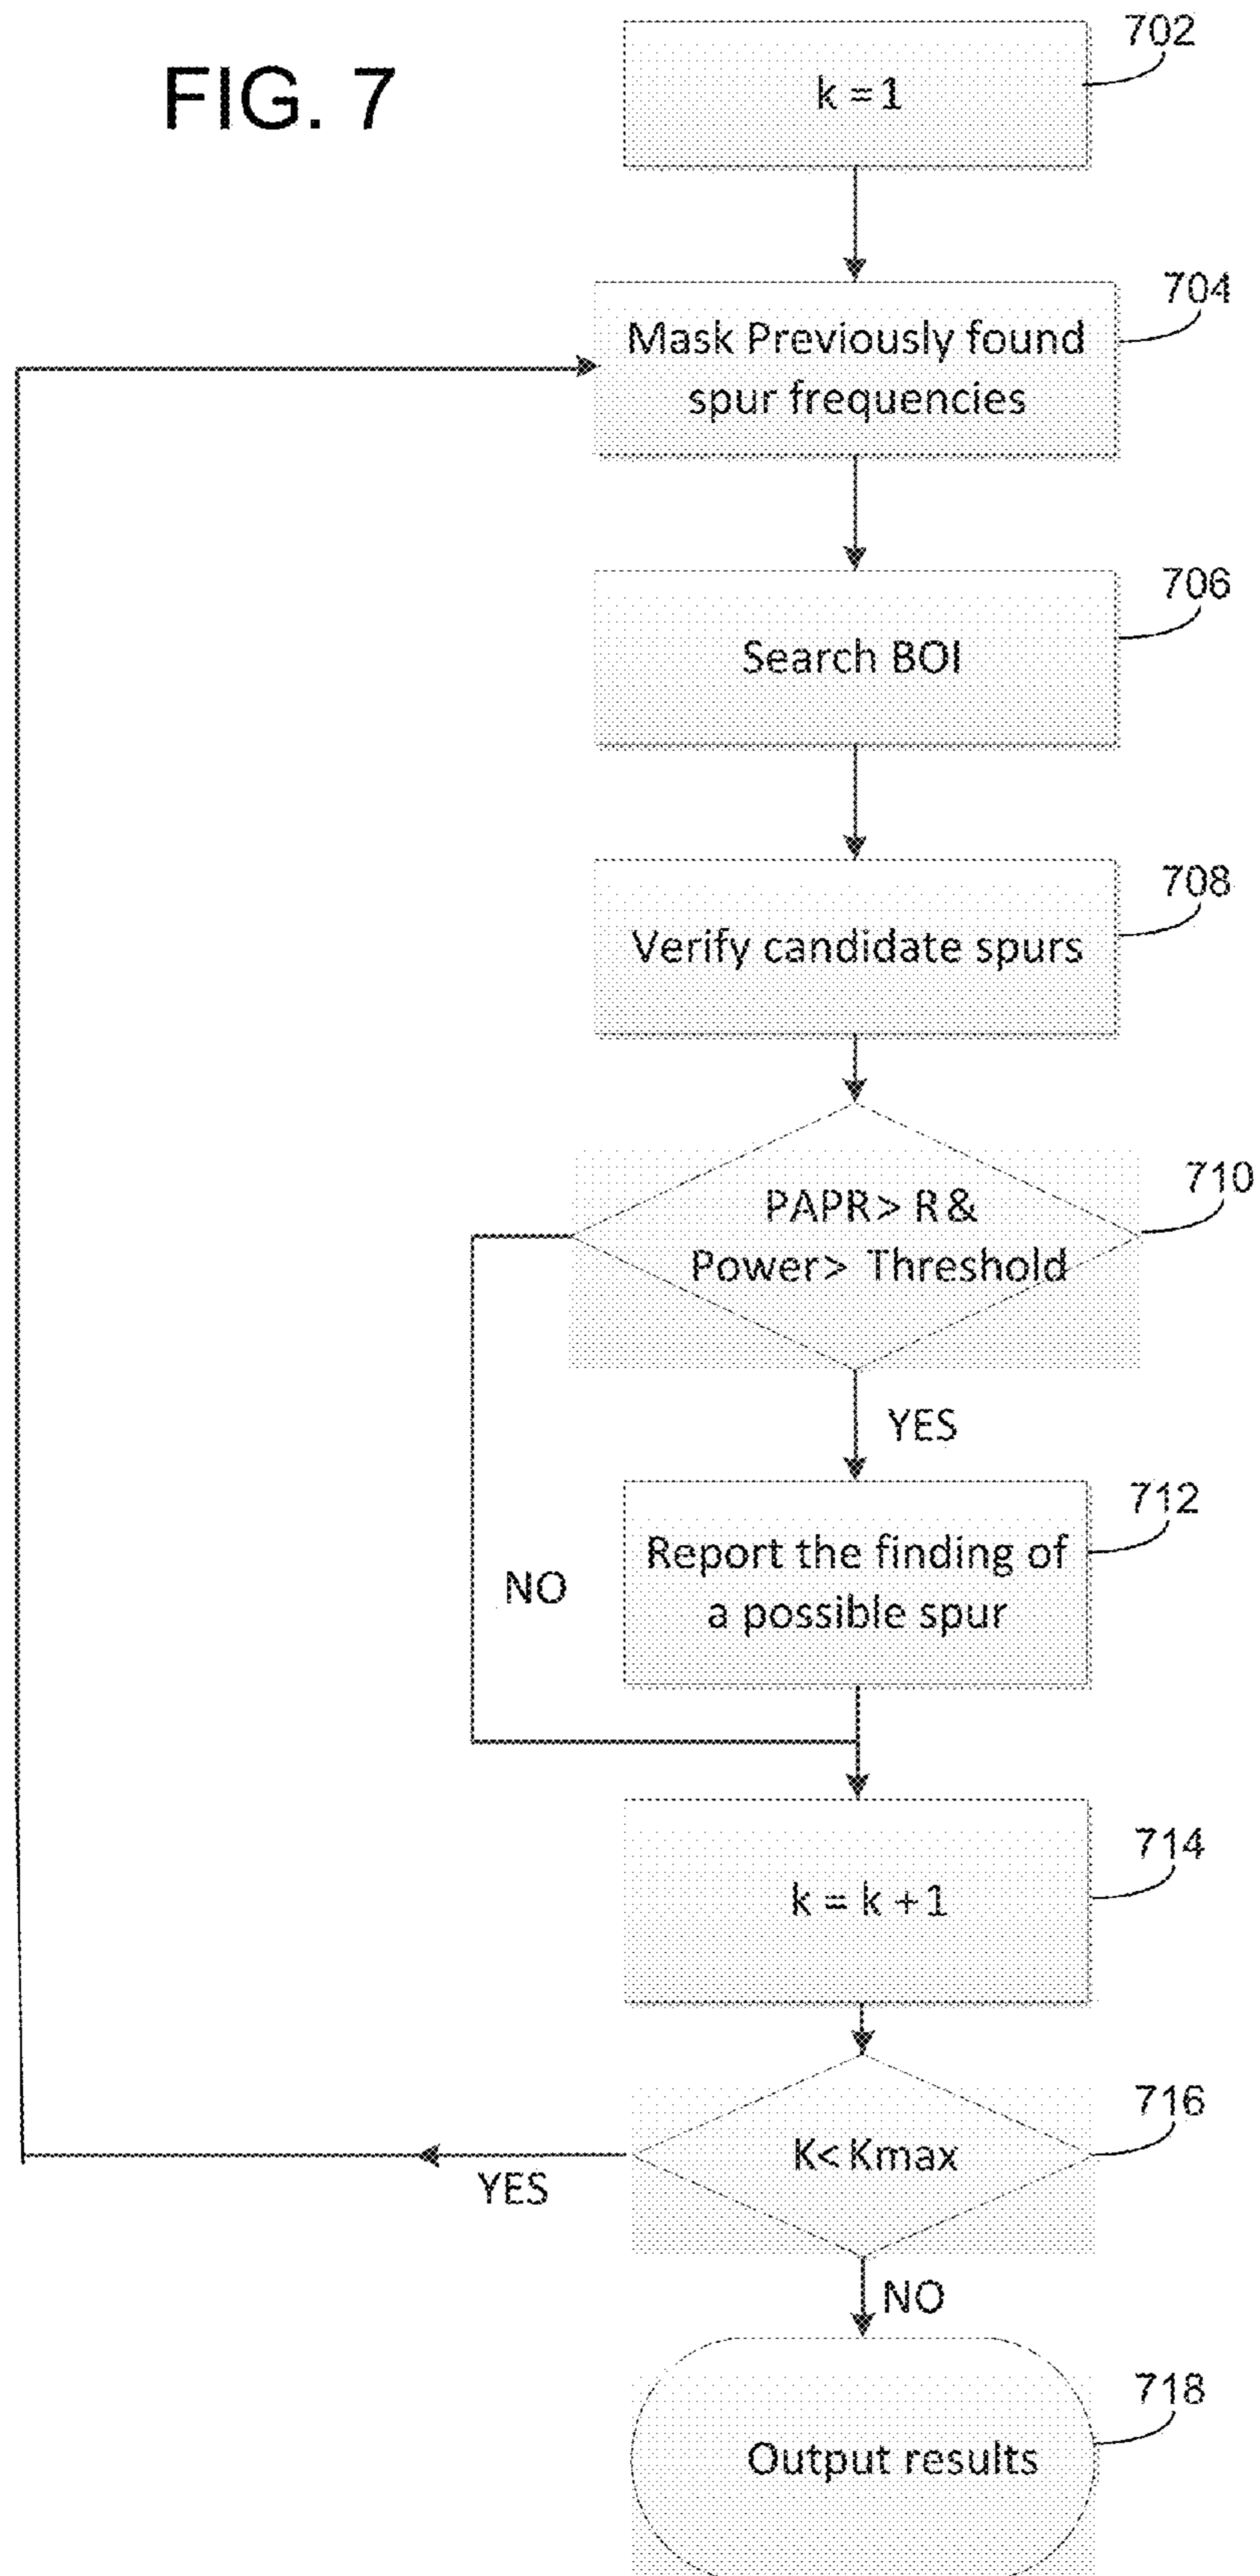 FIG. 7
702
k = 1
704
Mask Previously found
spur frequencies
706
Search BOI
708
Verify candidate spurs
710
PAPR > R &
Power > Threshold
YES
712
Report the finding of
a possible spur
NO
714
k = k + 1
716
K < Kmax
YES
NO
718
Output results